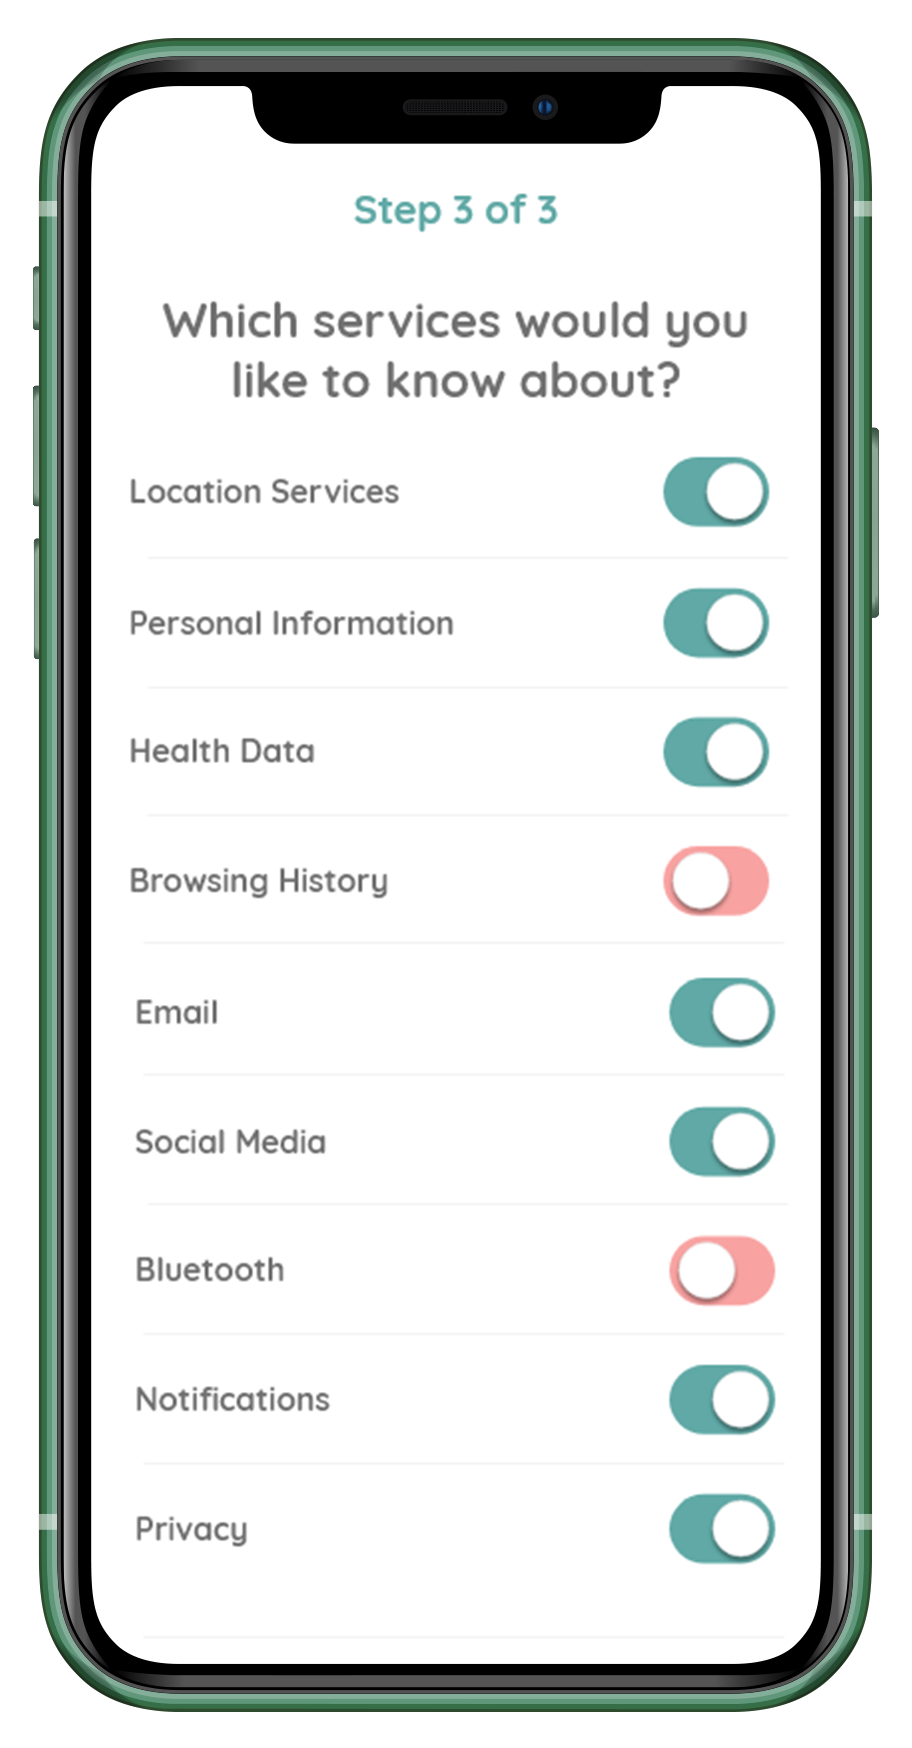 Step 3 of 3
Which services would you
like to know about?
Location Services
Personal Information
Health Data
Browsing History
Email
Social Media
Bluetooth
Notifications
Privacy